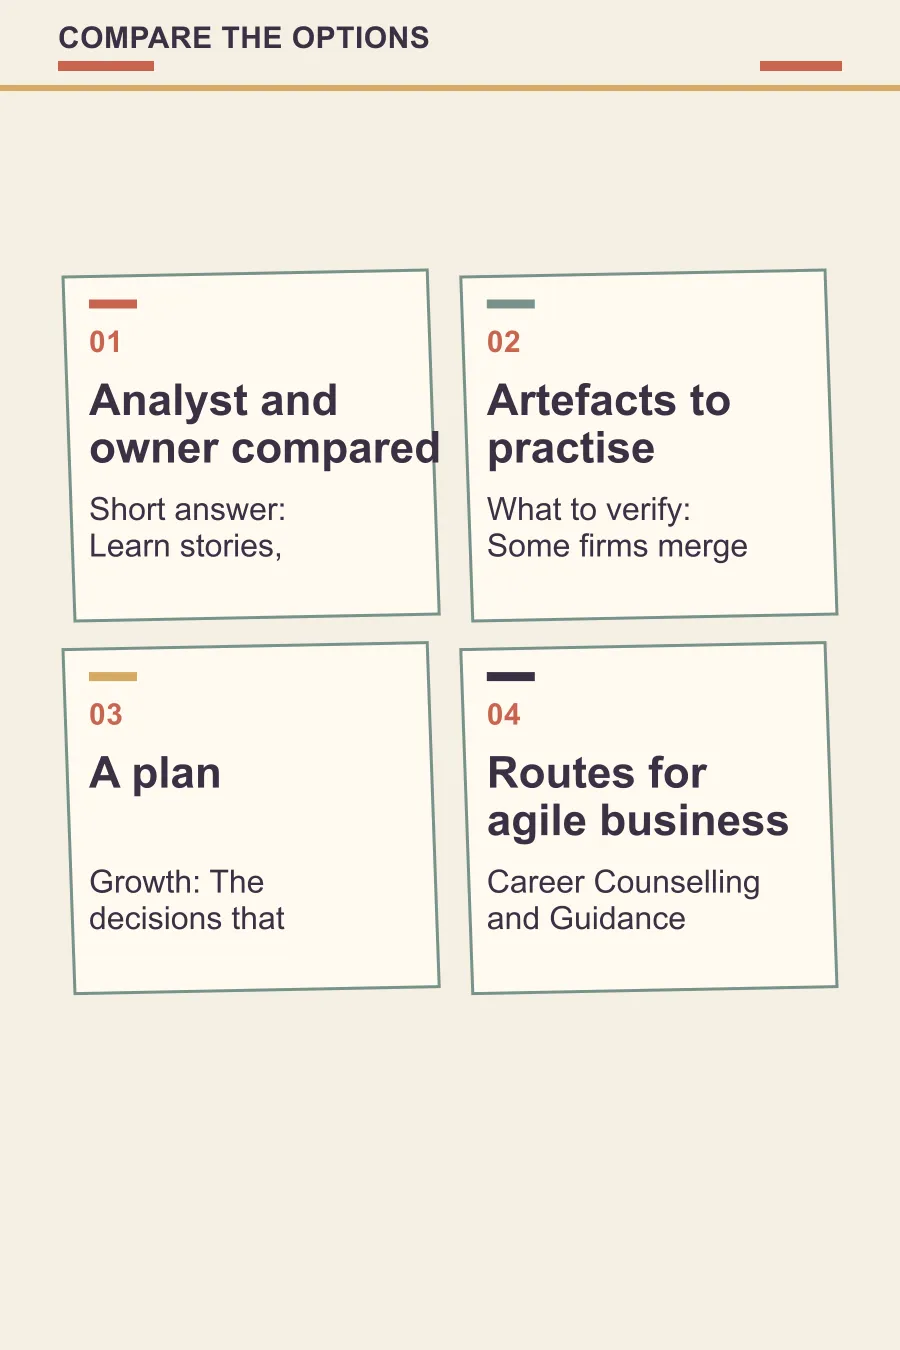 COMPARE THE OPTIONS
01
Analyst and
owner compared
Short answer:
Learn stories,
02
Artefacts to
practise
What to verify:
Some firms merge
03
A plan
Growth: The
decisions that
04
Routes for
agile business
Career Counselling
and Guidance